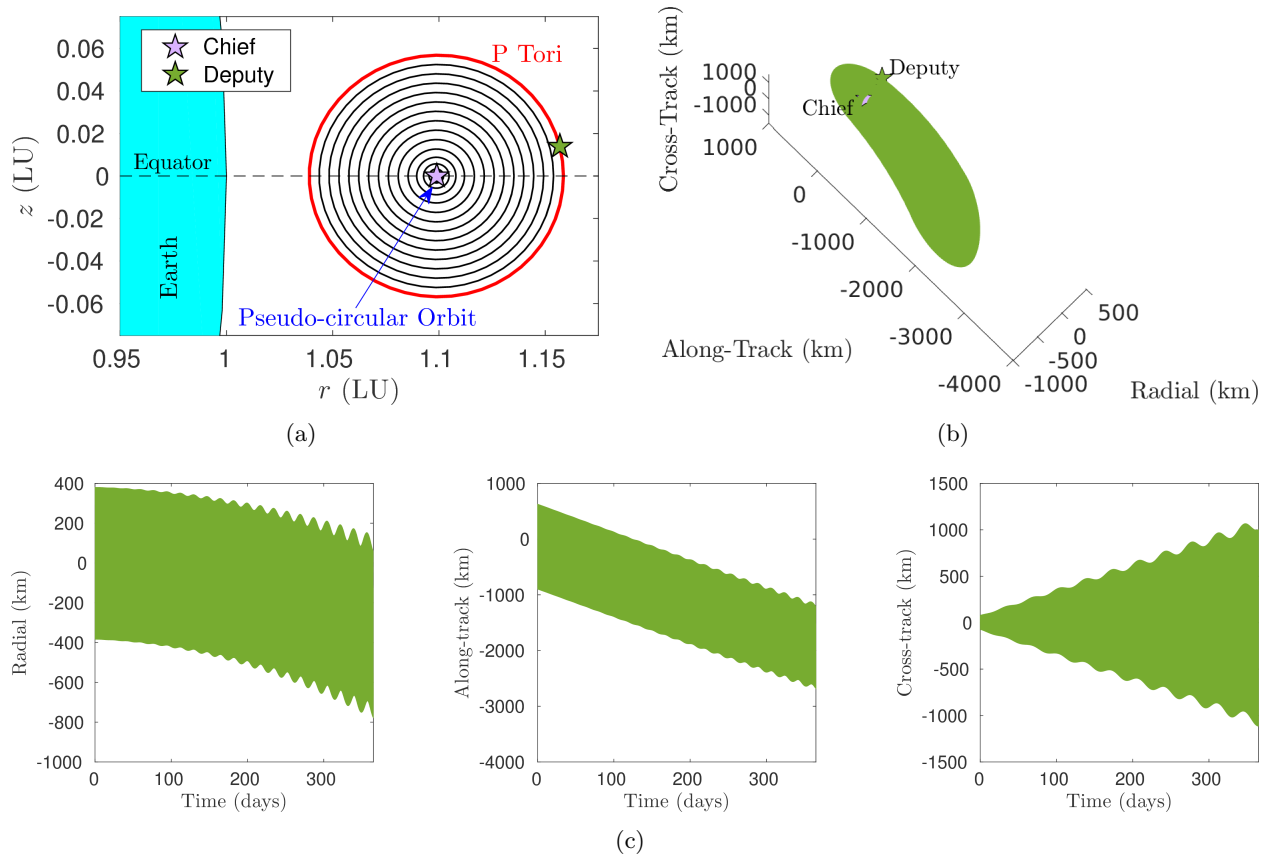 Chief
Deputy
P Tori
Equator
Earth
Pseudo-circular Orbit
0.06
0.04
0.02
0
-0.02
-0.04
-0.06
z (LU)
0.95
1
1.05
1.1
1.15
r (LU)
(a)
Deputy
Chief
Cross-Track (km)
1000
0
-1000
1000
0
-1000
-2000
-3000
-4000
Along-Track (km)
500
0
-500
-1000
Radial (km)
(b)
400
200
0
-200
-400
-600
-800
-1000
Radial (km)
0
100
200
300
Time (days)
1000
0
-1000
-2000
-3000
-4000
Along-track (km)
0
100
200
300
Time (days)
1500
1000
500
0
-500
-1000
-1500
Cross-track (km)
0
100
200
300
Time (days)
(c)